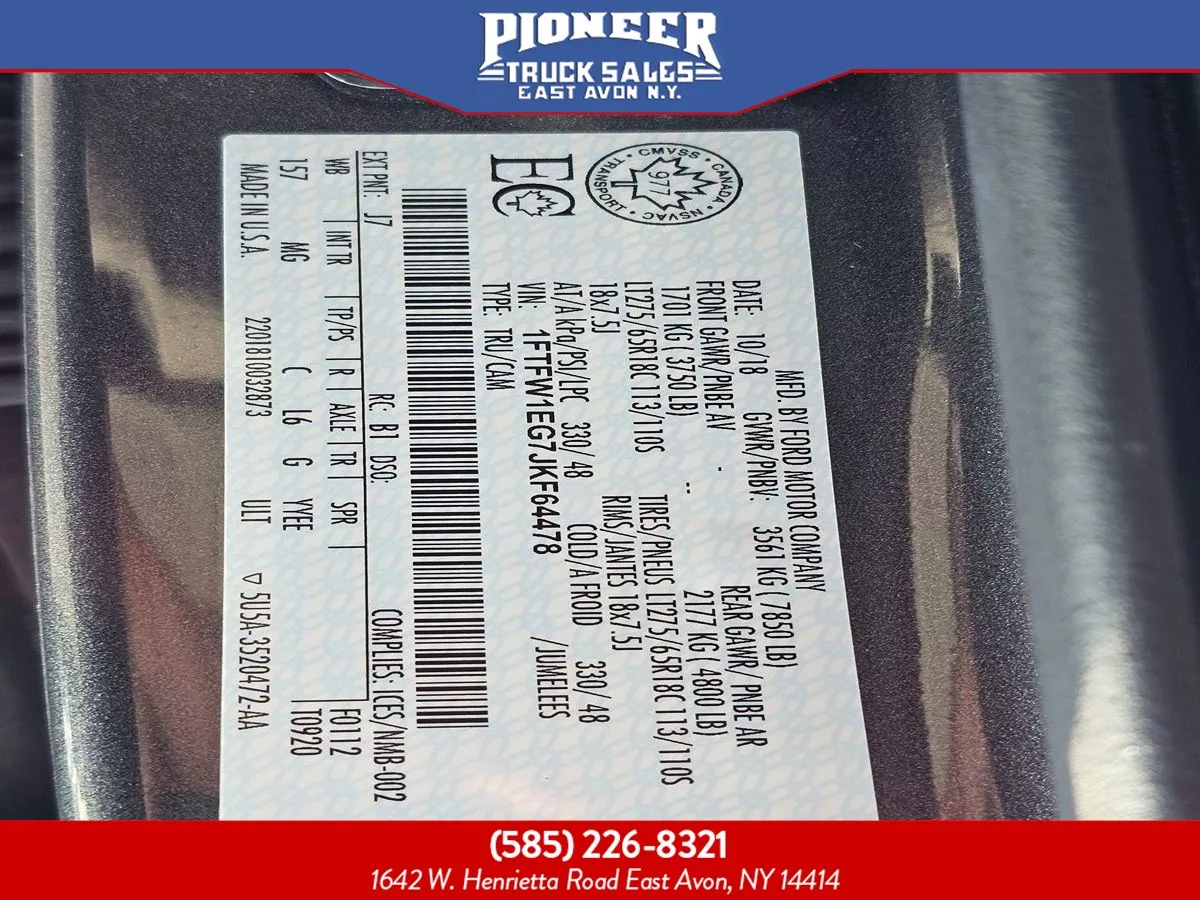 PIONEER
TRUCK SALES
EAST AVON N.Y.
MFD. BY FORD MOTOR COMPANY
DATE: 10/18 GVWR/PNBV: 3561 KG ( 7850 LB)
FRONT GAWR/PNBE AV - REAR GAWR/ PNBE AR
1701 KG ( 3750 LB) -- 2177 KG ( 4800 LB)
LT275/65R18C 113/110S TIRES/PNEUS LT275/65R18C 113/110S
18x7.5J RIMS/JANTES 18x7.5J
AT/A kPa/PSI/LPC 330/ 48 COLD/A FROID 330/ 48
VIN: 1FTFW1EG7JKF64478 /JUMELEES
TYPE: TRU/CAM
CMVSS • CANADA • NSVAC • TRANSPORT •
977
T
EC
EXT PNT: J7 RC: B1 DSO: COMPLIES: ICES/NMB-002
WB INT TR TP/PS R AXLE TR SPR F0112
157 MG C L6 G YYEE T0920
MADE IN U.S.A. 2201810032873 ULT ▽ 5U5A-3520472-AA
(585) 226-8321
1642 W. Henrietta Road East Avon, NY 14414